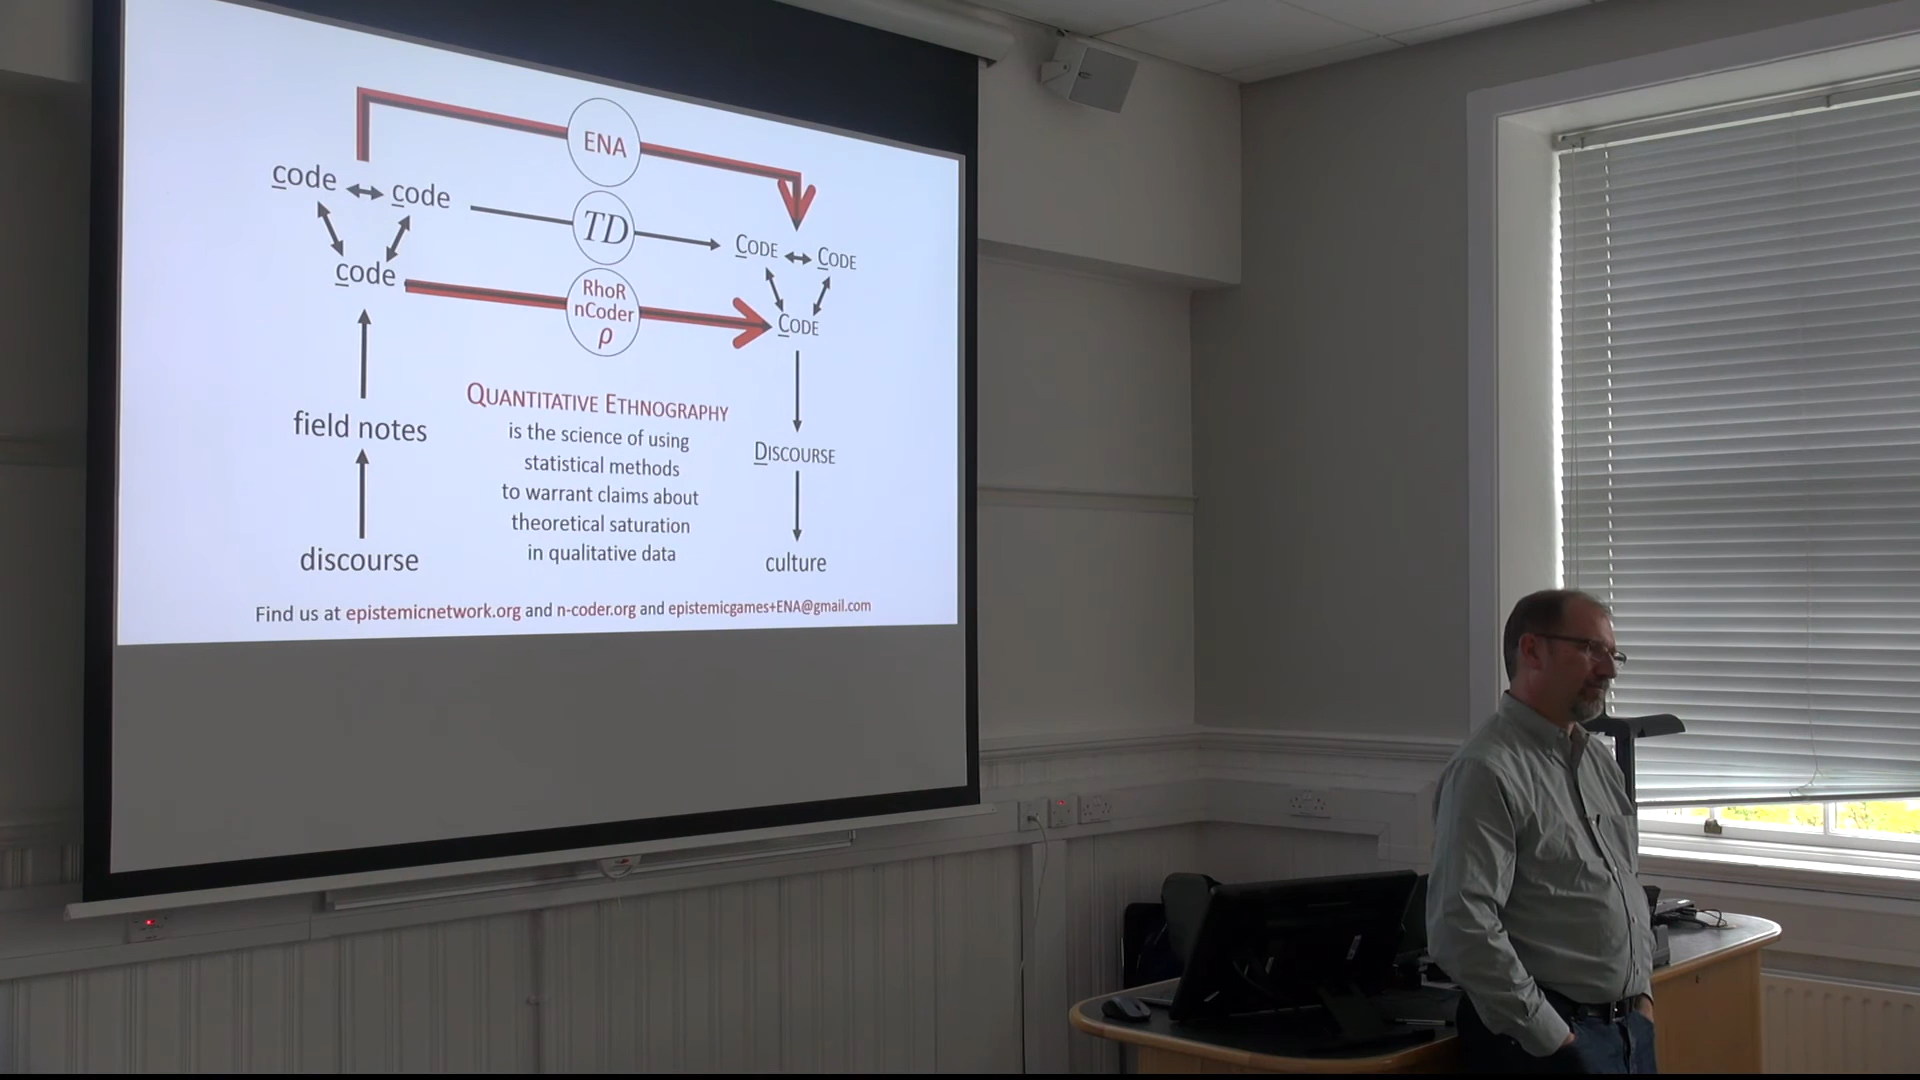 ENA
code
code
TD
CODE
CODE
code
RhoR
nCoder
ρ
CODE
QUANTITATIVE ETHNOGRAPHY
is the science of using
statistical methods
to warrant claims about
theoretical saturation
in qualitative data
field notes
DISCOURSE
discourse
culture
Find us at epistemicnetwork.org and n-coder.org and epistemicgames+ENA@gmail.com